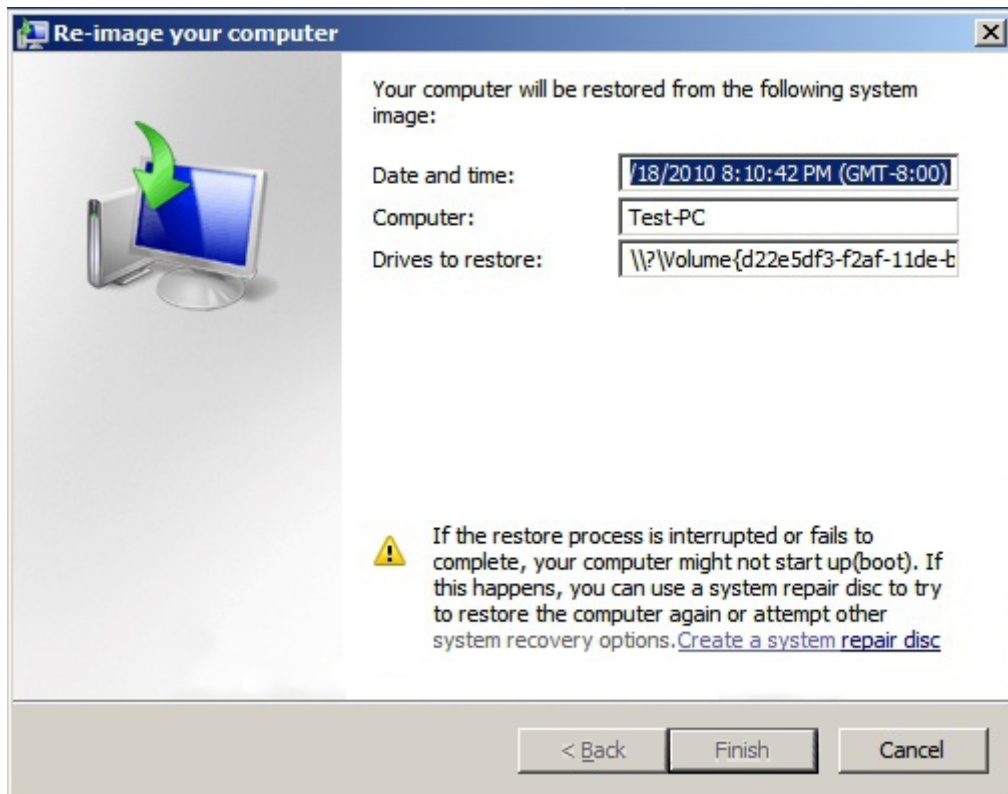 Re-image your computer
Your computer will be restored from the following system
image:
Date and time: /18/2010 8:10:42 PM (GMT-8:00)
Computer: Test-PC
Drives to restore: \\?\Volume{d22e5df3-f2af-11de-b
If the restore process is interrupted or fails to
complete, your computer might not start up(boot). If
this happens, you can use a system repair disc to try
to restore the computer again or attempt other
system recovery options.Create a system repair disc
< Back Finish Cancel